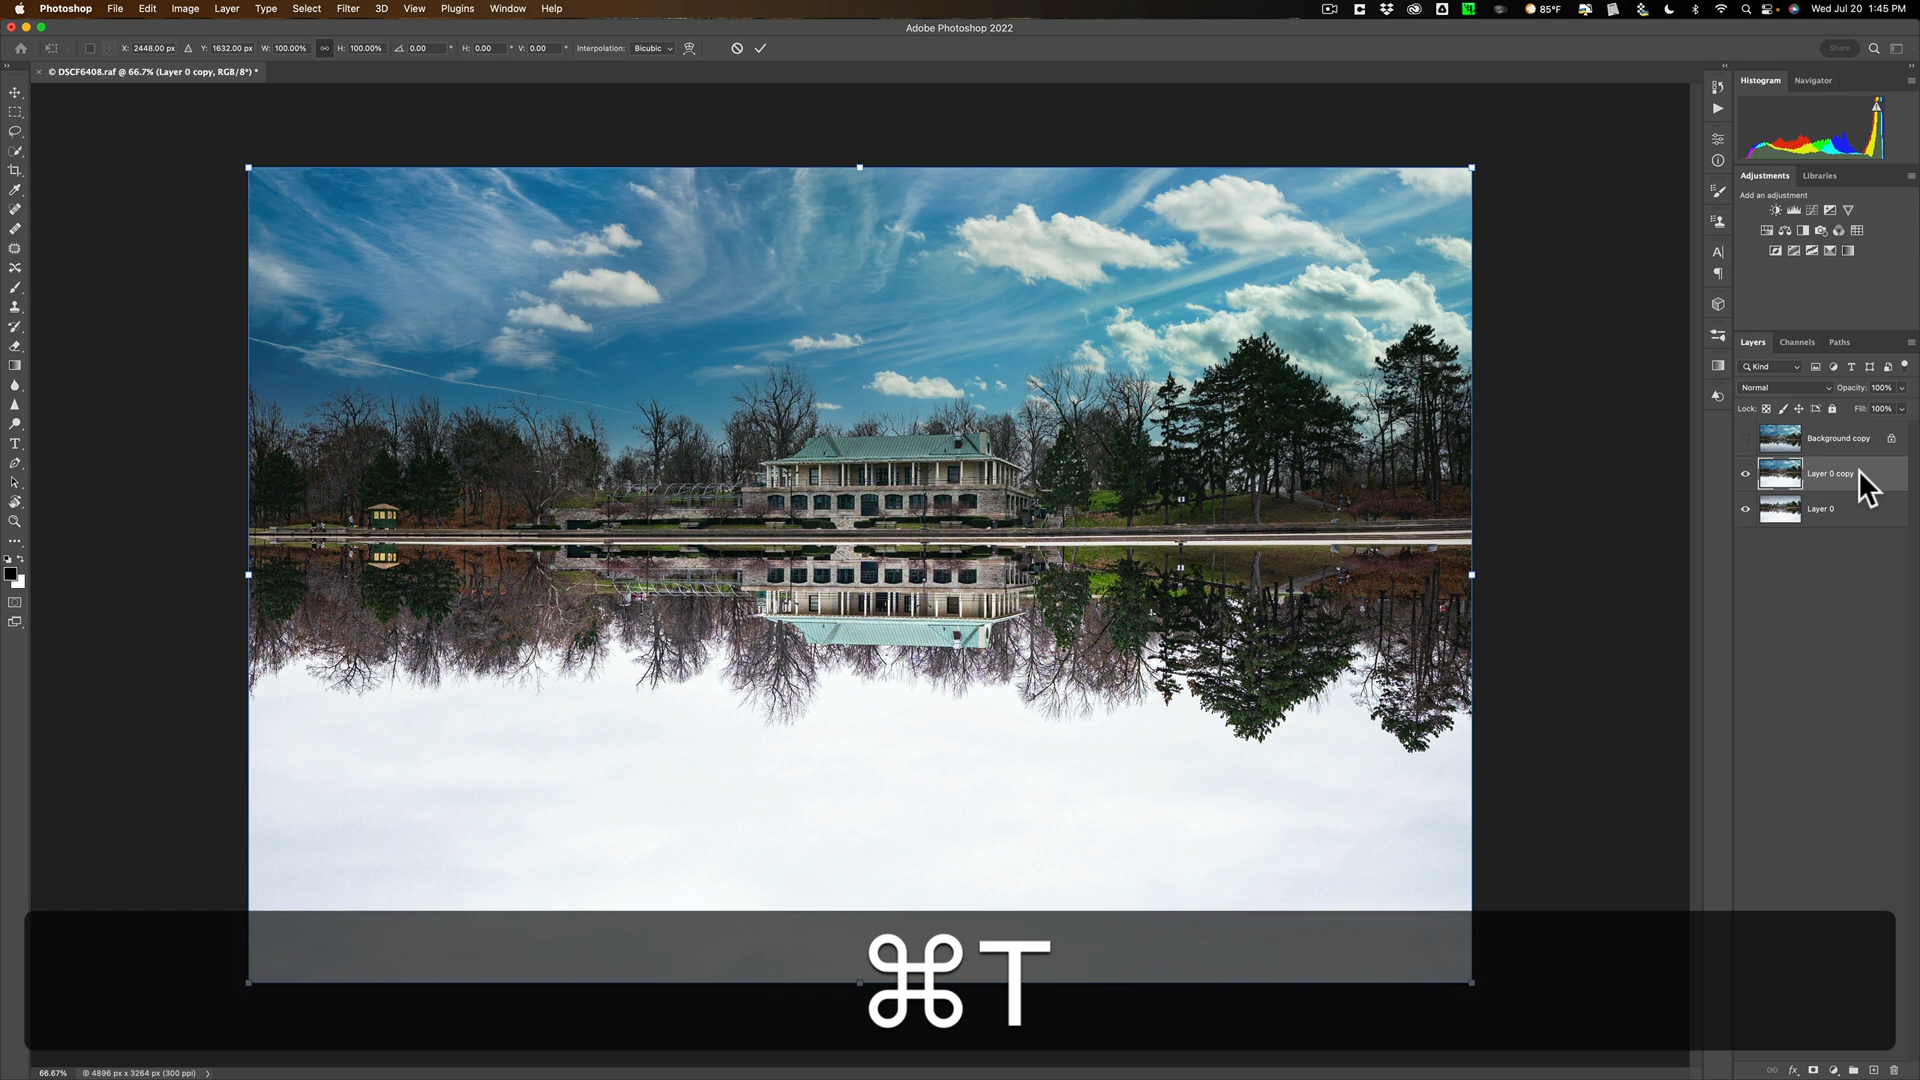 Photoshop File Edit Image Layer Type Select Filter 3D View Plugins Window Help 85°F Wed Jul 20 1:45 PM
Adobe Photoshop 2022
X: 2448.00 px Y: 1632.00 px W: 100.00% H: 100.00% 0.00 ° H: 0.00 ° V: 0.00 ° Interpolation: Bicubic Share
× © DSCF6408.raf @ 66.7% (Layer 0 copy, RGB/8*) *
Histogram Navigator
Adjustments Libraries
Add an adjustment
Layers Channels Paths
Kind
Normal Opacity: 100%
Lock: Fill: 100%
Background copy
Layer 0 copy
Layer 0
⌘T
66.67% 4896 px x 3264 px (300 ppi)